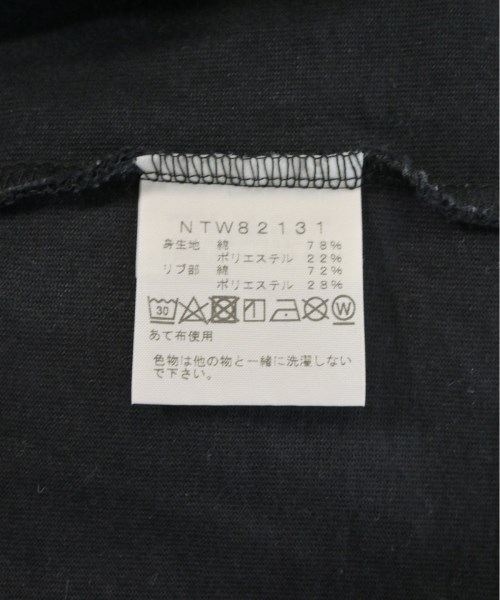 NTW82131
身生地 綿 78%
ポリエステル 22%
リブ部 綿 72%
ポリエステル 28%
30 W
あて布使用
色物は他の物と一緒に洗濯しない
で下さい。